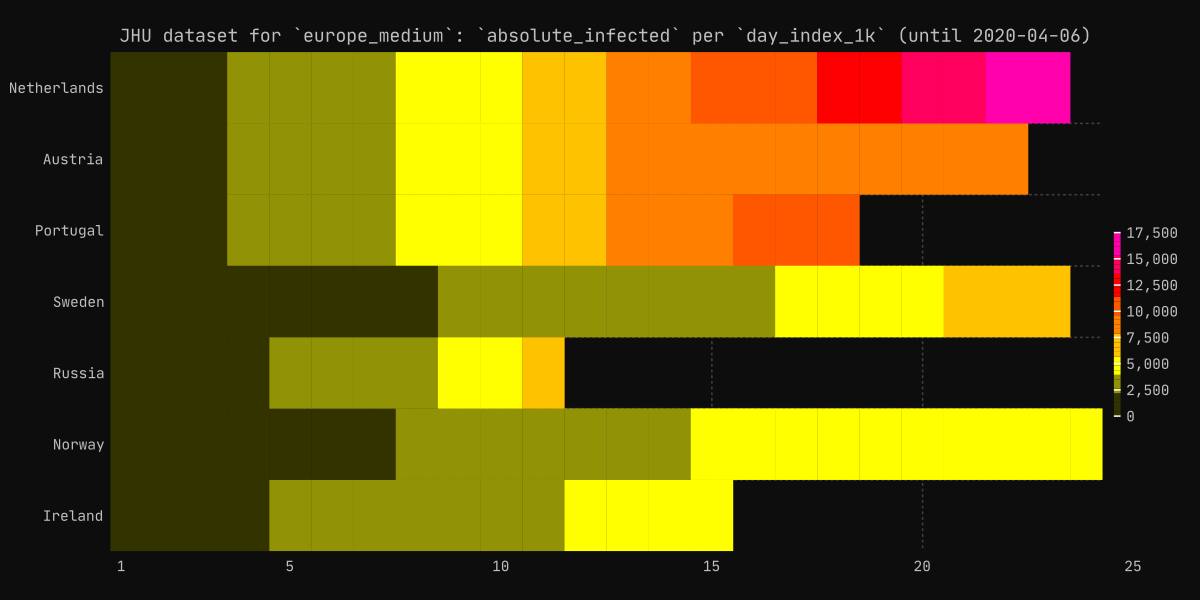 JHU dataset for `europe_medium`: `absolute_infected` per `day_index_1k` (until 2020-04-06)
Netherlands
Austria
Portugal
Sweden
Russia
Norway
Ireland
17,500
15,000
12,500
10,000
7,500
5,000
2,500
0
1 5 10 15 20 25